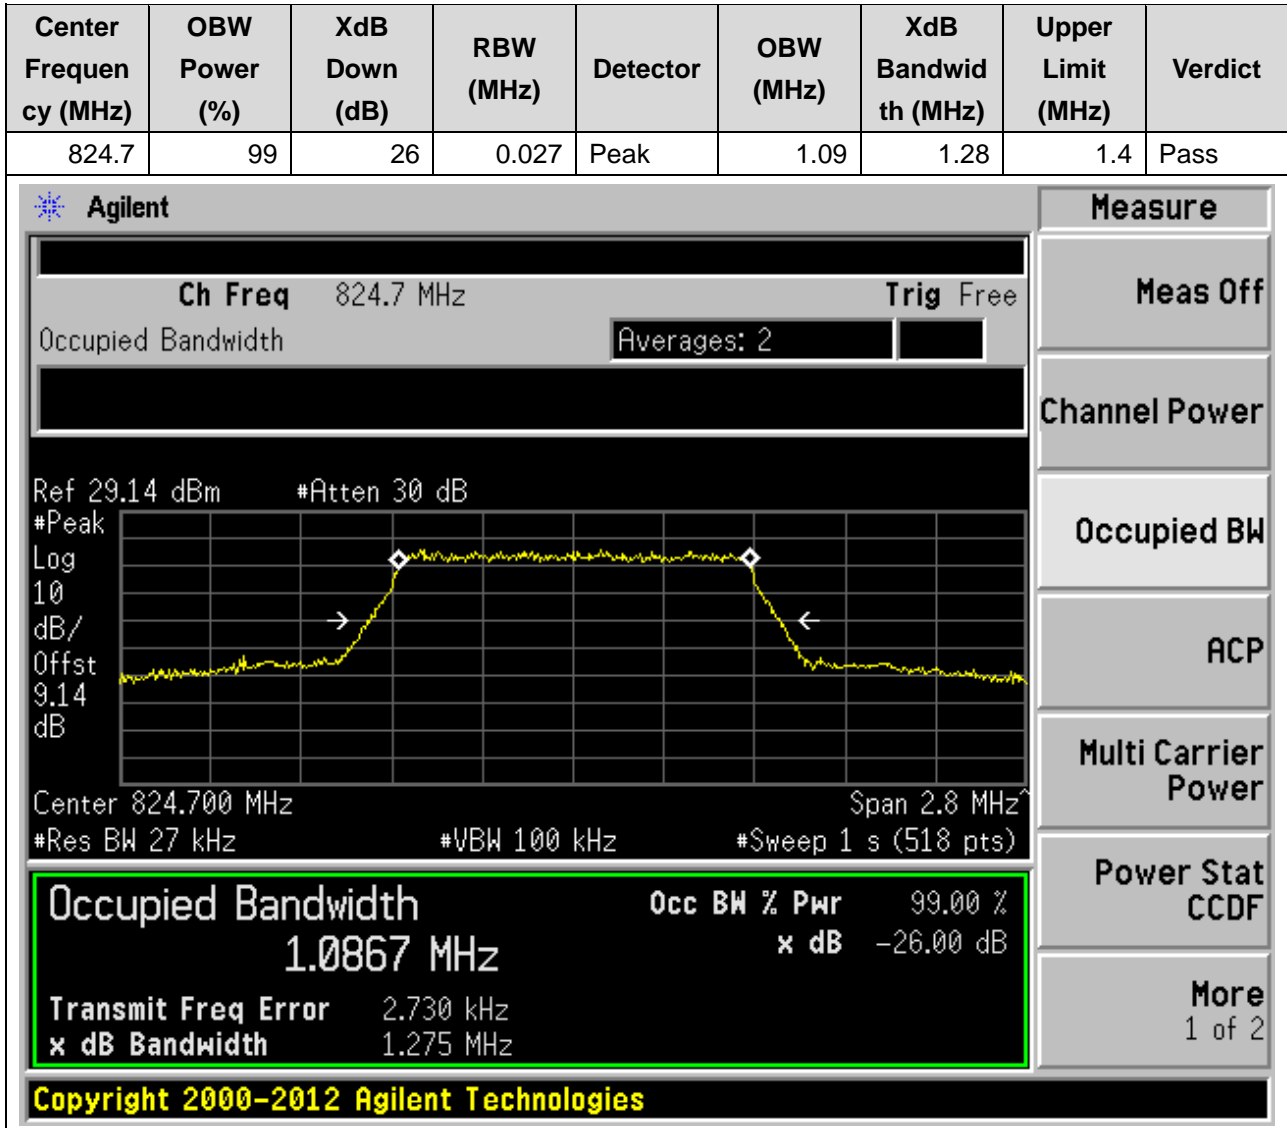 Center Frequen cy (MHz) OBW Power (%) XdB Down (dB) RBW (MHz) Detector OBW (MHz) XdB Bandwid th (MHz) Upper Limit (MHz) Verdict
824.7 99 26 0.027 Peak 1.09 1.28 1.4 Pass
Agilent
Measure
Ch Freq 824.7 MHz Trig Free
Occupied Bandwidth Averages: 2
Ref 29.14 dBm #Atten 30 dB
#Peak
Log
10
dB/
Offst
9.14
dB
Center 824.700 MHz Span 2.8 MHz^
#Res BW 27 kHz #VBW 100 kHz #Sweep 1 s (518 pts)
Occupied Bandwidth Occ BW % Pwr 99.00 %
1.0867 MHz x dB -26.00 dB
Transmit Freq Error 2.730 kHz
x dB Bandwidth 1.275 MHz
Meas Off
Channel Power
Occupied BW
ACP
Multi Carrier
Power
Power Stat
CCDF
More
1 of 2
Copyright 2000-2012 Agilent Technologies